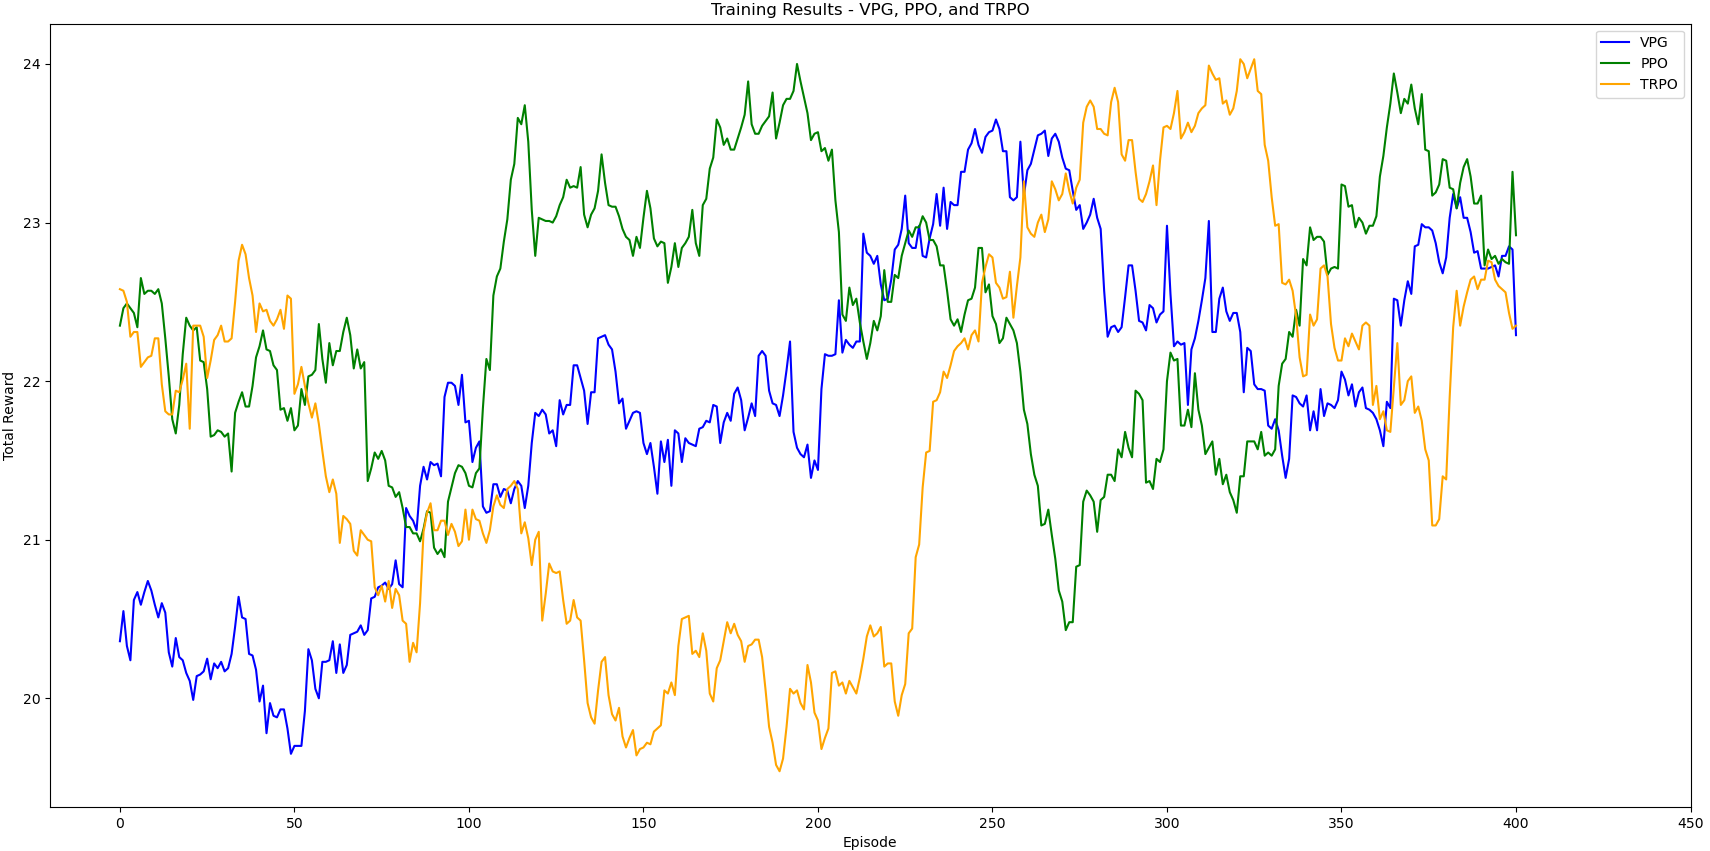 Training Results - VPG, PPO, and TRPO
VPG
PPO
TRPO
Total Reward
24
23
22
21
20
0
50
100
150
200
250
300
350
400
450
Episode